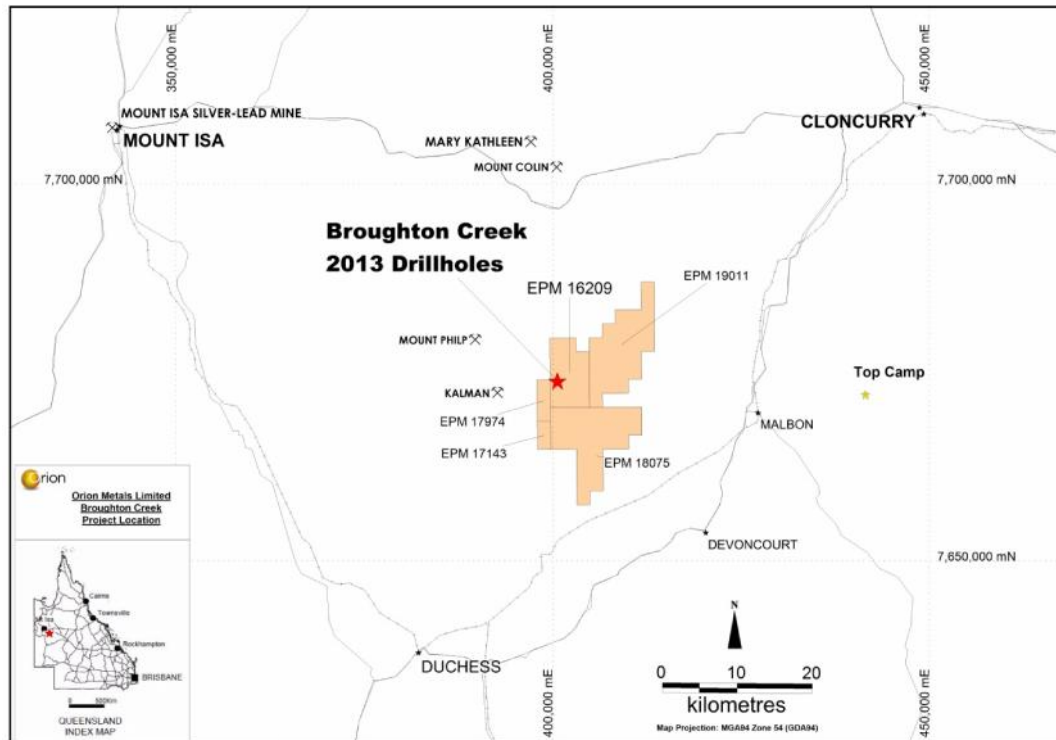 350,000 mE
400,000 mE
450,000 mE
MOUNT ISA SILVER-LEAD MINE
MOUNT ISA
CLONCURRY
MARY KATHLEEN
MOUNT COLIN
7,700,000 mN
7,700,000 mN
Broughton Creek
2013 Drillholes
EPM 19011
EPM 16209
MOUNT PHILP
Top Camp
KALMAN
EPM 17974
MALBON
EPM 17143
EPM 18075
Orion
Orion Metals Limited
Broughton Creek
Project Location
DEVONCOURT
7,650,000 mN
Cairns
Townsville
Mt Isa
Rockhampton
BRISBANE
0 500Km
QUEENSLAND
INDEX MAP
N
DUCHESS
0 10 20
kilometres
Map Projection: MGA94 Zone 54 (GDA94)
400,000 mE
450,000 mE